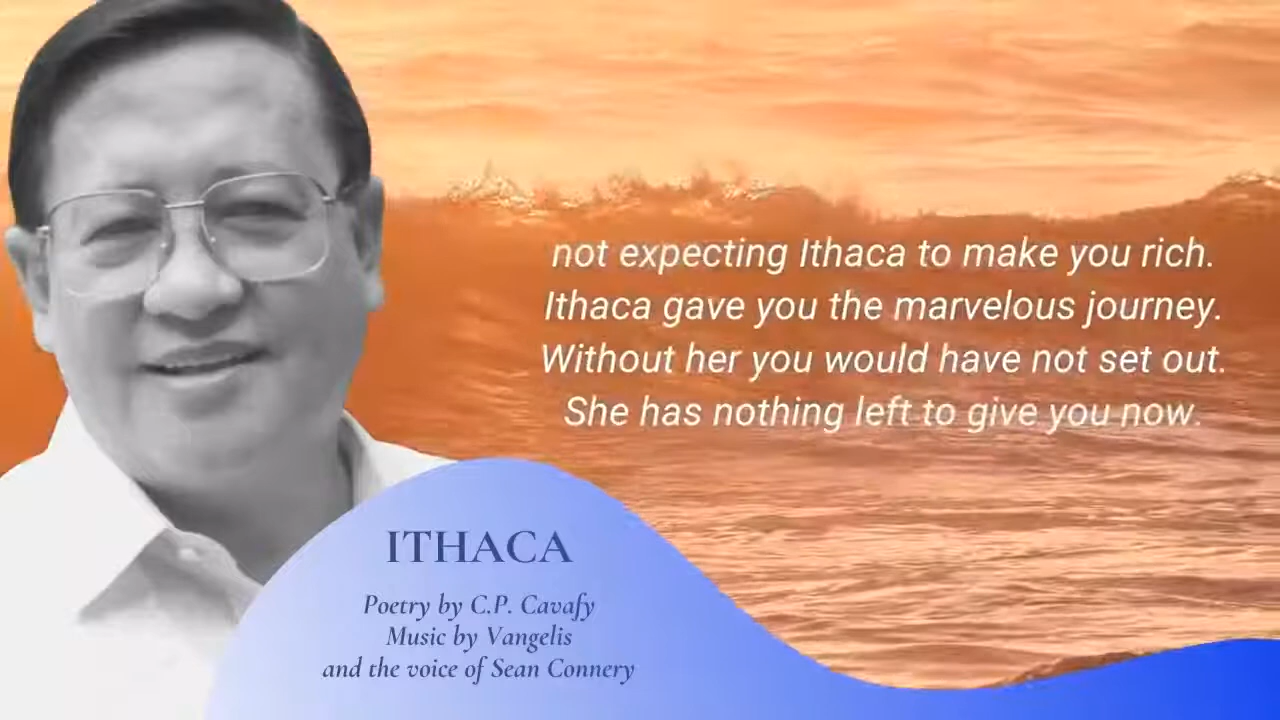 not expecting Ithaca to make you rich.
Ithaca gave you the marvelous journey.
Without her you would have not set out.
She has nothing left to give you now.
ITHACA
Poetry by C.P. Cavafy
Music by Vangelis
and the voice of Sean Connery